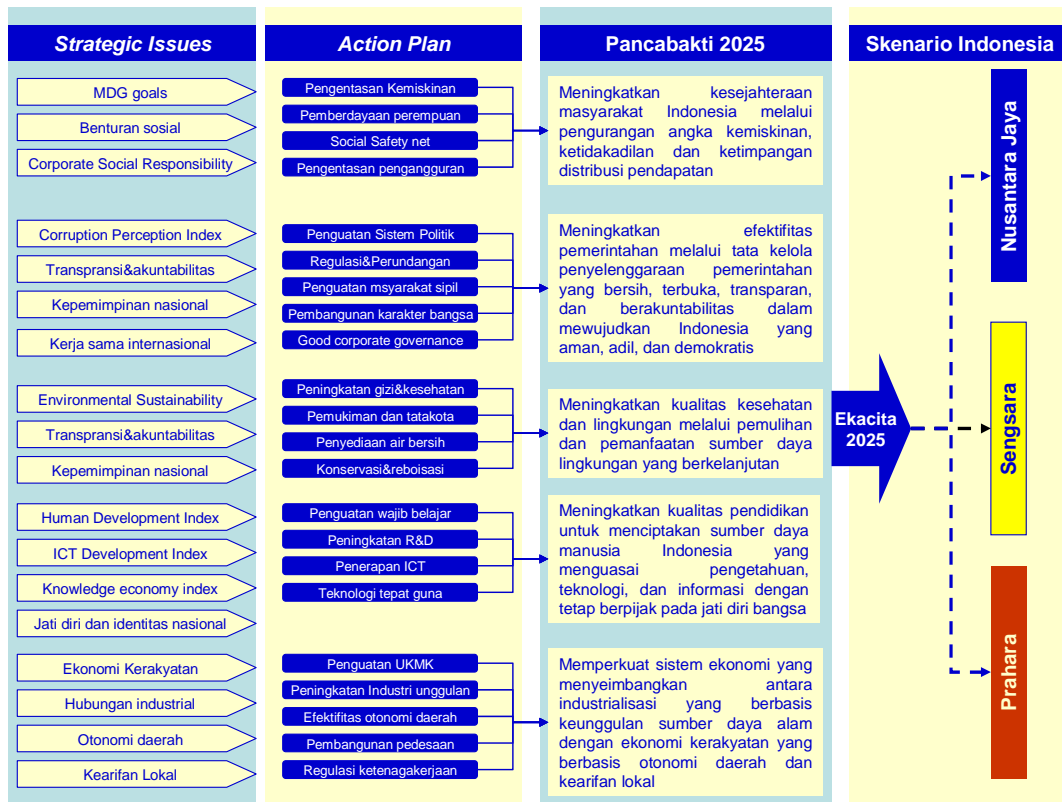 Strategic Issues
Action Plan
Pancabakti 2025
Skenario Indonesia
MDG goals
Benturan sosial
Corporate Social Responsibility
Pengentasan Kemiskinan
Pemberdayaan perempuan
Social Safety net
Pengentasan pengangguran
Meningkatkan kesejahteraan
masyarakat Indonesia melalui
pengurangan angka kemiskinan,
ketidakadilan dan ketimpangan
distribusi pendapatan
Corruption Perception Index
Transpransi&akuntabilitas
Kepemimpinan nasional
Kerja sama internasional
Penguatan Sistem Politik
Regulasi&Perundangan
Penguatan msyarakat sipil
Pembangunan karakter bangsa
Good corporate governance
Meningkatkan efektifitas
pemerintahan melalui tata kelola
penyelenggaraan pemerintahan
yang bersih, terbuka, transparan,
dan berakuntabilitas dalam
mewujudkan Indonesia yang
aman, adil, dan demokratis
Environmental Sustainability
Transpransi&akuntabilitas
Kepemimpinan nasional
Peningkatan gizi&kesehatan
Pemukiman dan tatakota
Penyediaan air bersih
Konservasi&reboisasi
Meningkatkan kualitas kesehatan
dan lingkungan melalui pemulihan
dan pemanfaatan sumber daya
lingkungan yang berkelanjutan
Human Development Index
ICT Development Index
Knowledge economy index
Jati diri dan identitas nasional
Penguatan wajib belajar
Peningkatan R&D
Penerapan ICT
Teknologi tepat guna
Meningkatkan kualitas pendidikan
untuk menciptakan sumber daya
manusia Indonesia yang
menguasai pengetahuan,
teknologi, dan informasi dengan
tetap berpijak pada jati diri bangsa
Ekonomi Kerakyatan
Hubungan industrial
Otonomi daerah
Kearifan Lokal
Penguatan UKMK
Peningkatan Industri unggulan
Efektifitas otonomi daerah
Pembangunan pedesaan
Regulasi ketenagakerjaan
Memperkuat sistem ekonomi yang
menyeimbangkan antara
industrialisasi yang berbasis
keunggulan sumber daya alam
dengan ekonomi kerakyatan yang
berbasis otonomi daerah dan
kearifan lokal
Ekacita
2025
Nusantara Jaya
Sengsara
Prahara